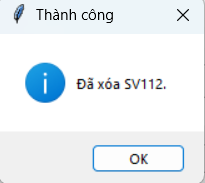 Thành công
Đã xóa SV112.
OK